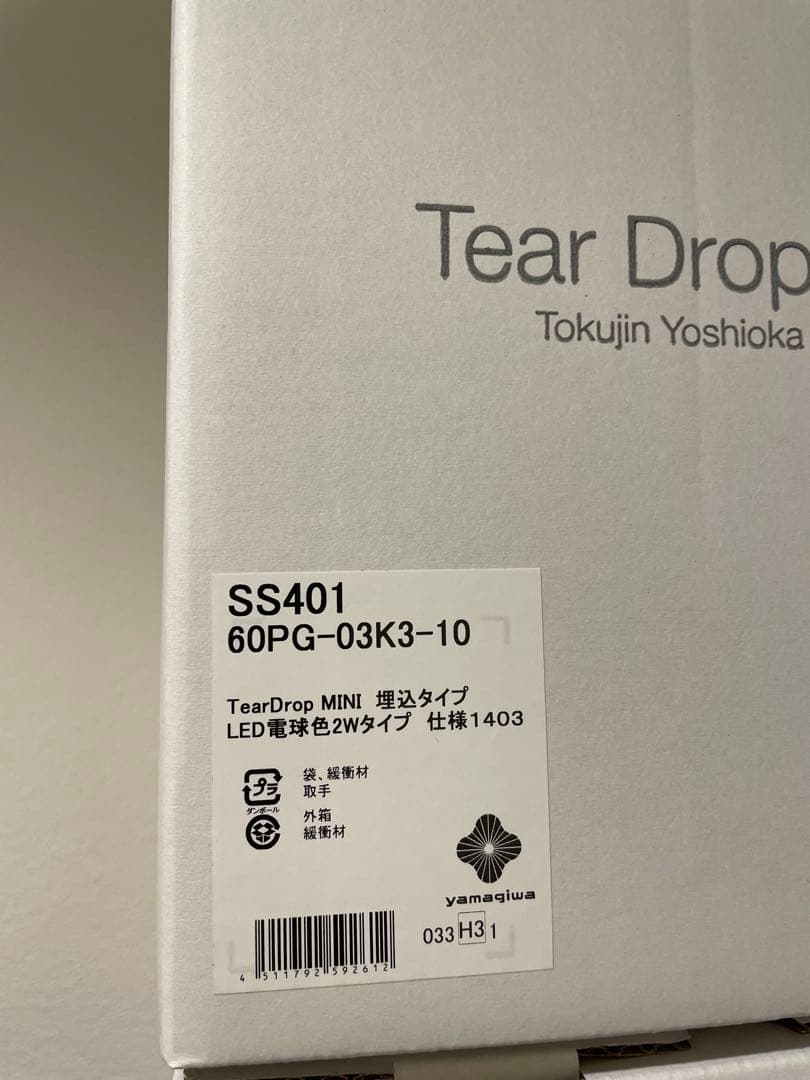 Tear Drop
Tokujin Yoshioka
SS401
60PG-03K3-10
TearDrop MINI 埋込タイプ
LED電球色2Wタイプ 仕様1403
プラ
袋、緩衝材
取手
ダンボール
外箱
緩衝材
yamagiwa
033 H3 1
4 511792 592612